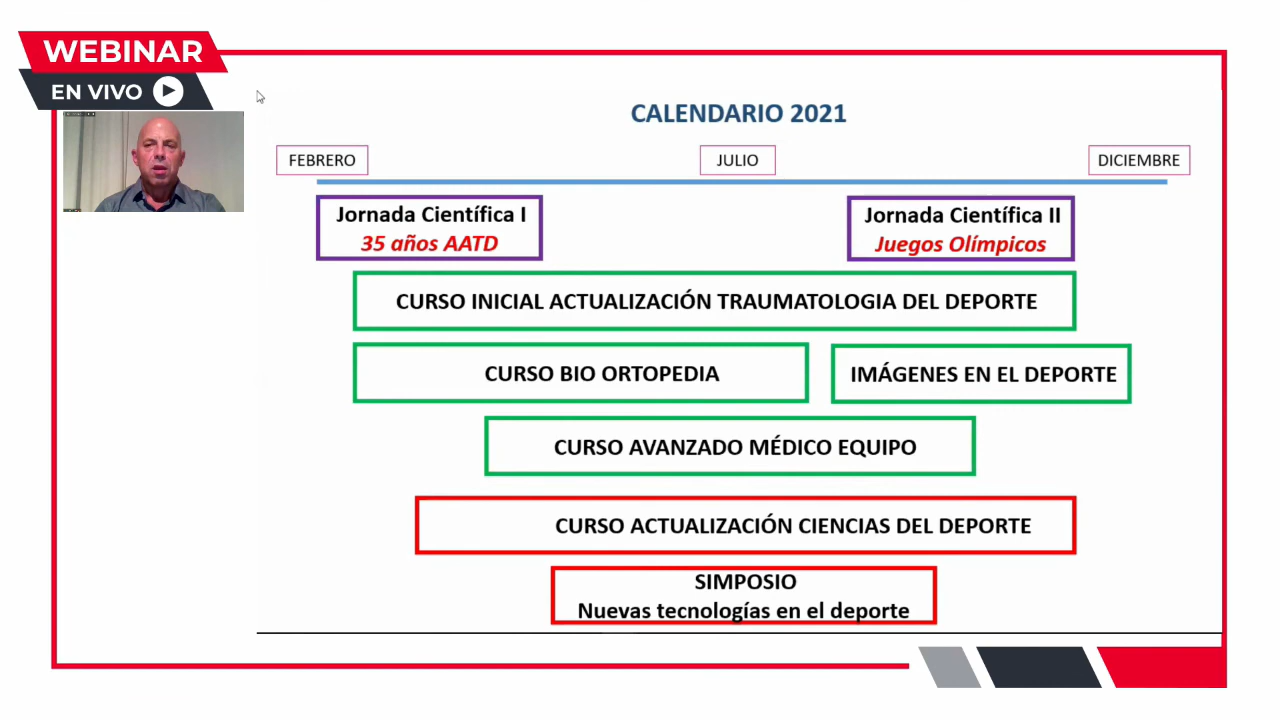 WEBINAR
EN VIVO
CALENDARIO 2021
FEBRERO
JULIO
DICIEMBRE
Jornada Científica I
35 años AATD
Jornada Científica II
Juegos Olímpicos
CURSO INICIAL ACTUALIZACIÓN TRAUMATOLOGIA DEL DEPORTE
CURSO BIO ORTOPEDIA
IMÁGENES EN EL DEPORTE
CURSO AVANZADO MÉDICO EQUIPO
CURSO ACTUALIZACIÓN CIENCIAS DEL DEPORTE
SIMPOSIO
Nuevas tecnologías en el deporte